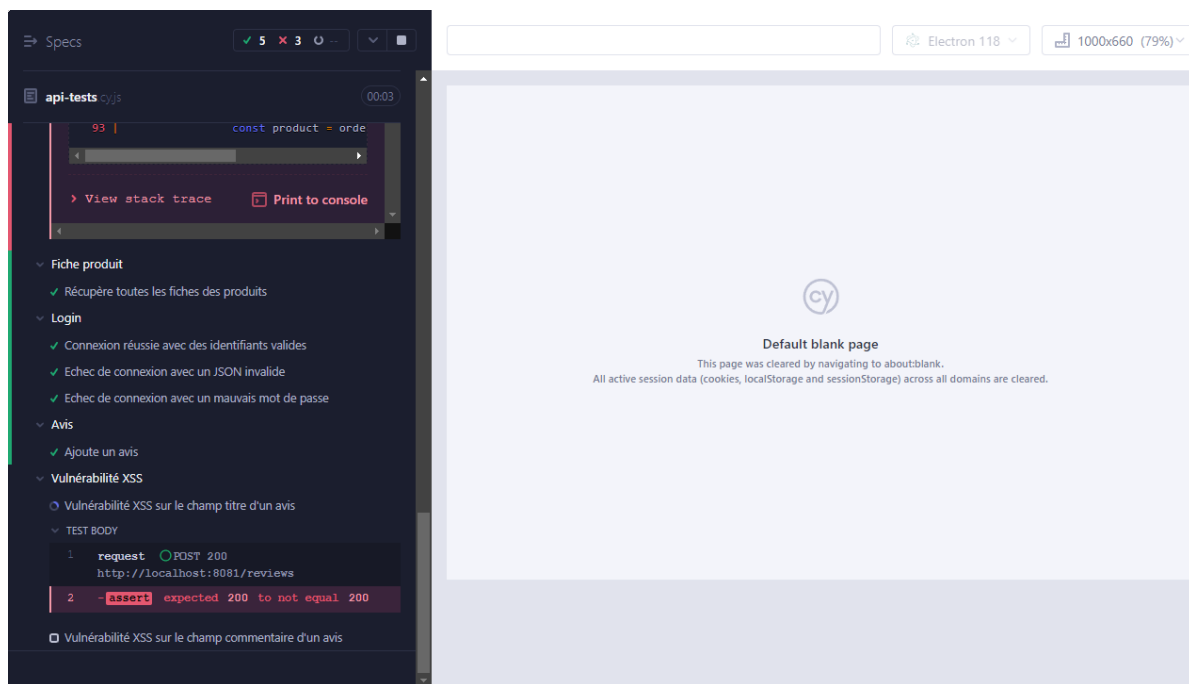 Specs
5 3 --
api-tests.cy.js 00:03
93 | const product = orde
View stack trace Print to console
Fiche produit
Récupère toutes les fiches des produits
Login
Connexion réussie avec des identifiants valides
Echec de connexion avec un JSON invalide
Echec de connexion avec un mauvais mot de passe
Avis
Ajoute un avis
Vulnérabilité XSS
Vulnérabilité XSS sur le champ titre d'un avis
TEST BODY
1 request POST 200
http://localhost:8081/reviews
2 -assert expected 200 to not equal 200
Vulnérabilité XSS sur le champ commentaire d'un avis
Electron 118 1000x660 (79%)
cy
Default blank page
This page was cleared by navigating to about:blank.
All active session data (cookies, localStorage and sessionStorage) across all domains are cleared.